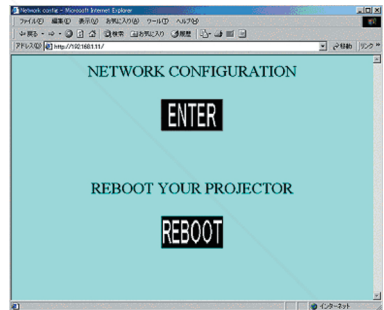 Network config - Microsoft Internet Explorer
ファイル(F) 編集(E) 表示(V) お気に入り(A) ツール(T) ヘルプ(H)
戻る 検索 お気に入り 履歴
アドレス(D) http://192.168.1.11/ 移動 リンク
NETWORK CONFIGURATION
ENTER
REBOOT YOUR PROJECTOR
REBOOT
インターネット